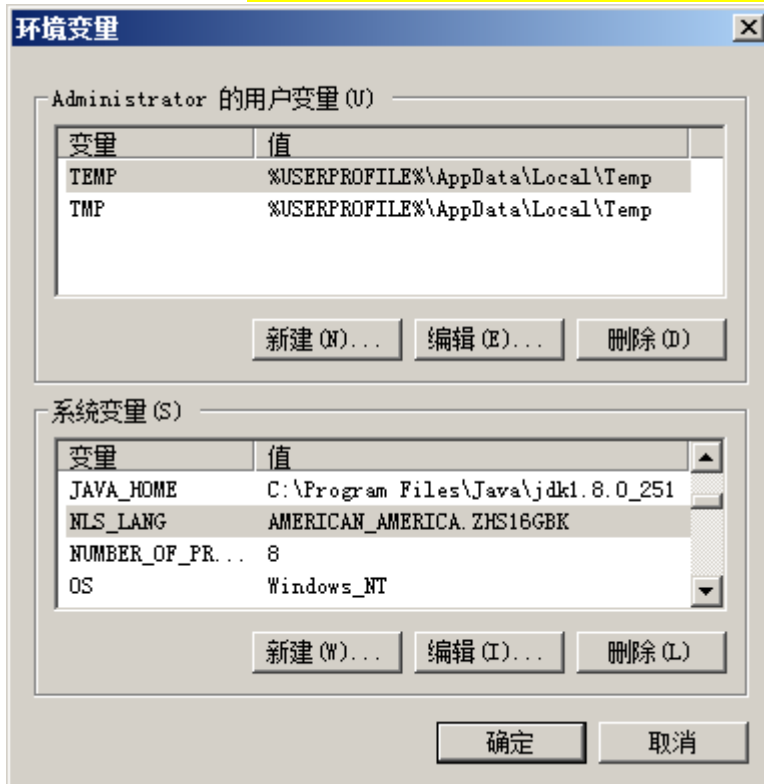 环境变量
Administrator 的用户变量(U)
变量 值
TEMP %USERPROFILE%\AppData\Local\Temp
TMP %USERPROFILE%\AppData\Local\Temp
新建(N)... 编辑(E)... 删除(D)
系统变量(S)
变量 值
JAVA_HOME C:\Program Files\Java\jdk1.8.0_251
NLS_LANG AMERICAN_AMERICA.ZHS16GBK
NUMBER_OF_PR... 8
OS Windows_NT
新建(W)... 编辑(I)... 删除(L)
确定 取消